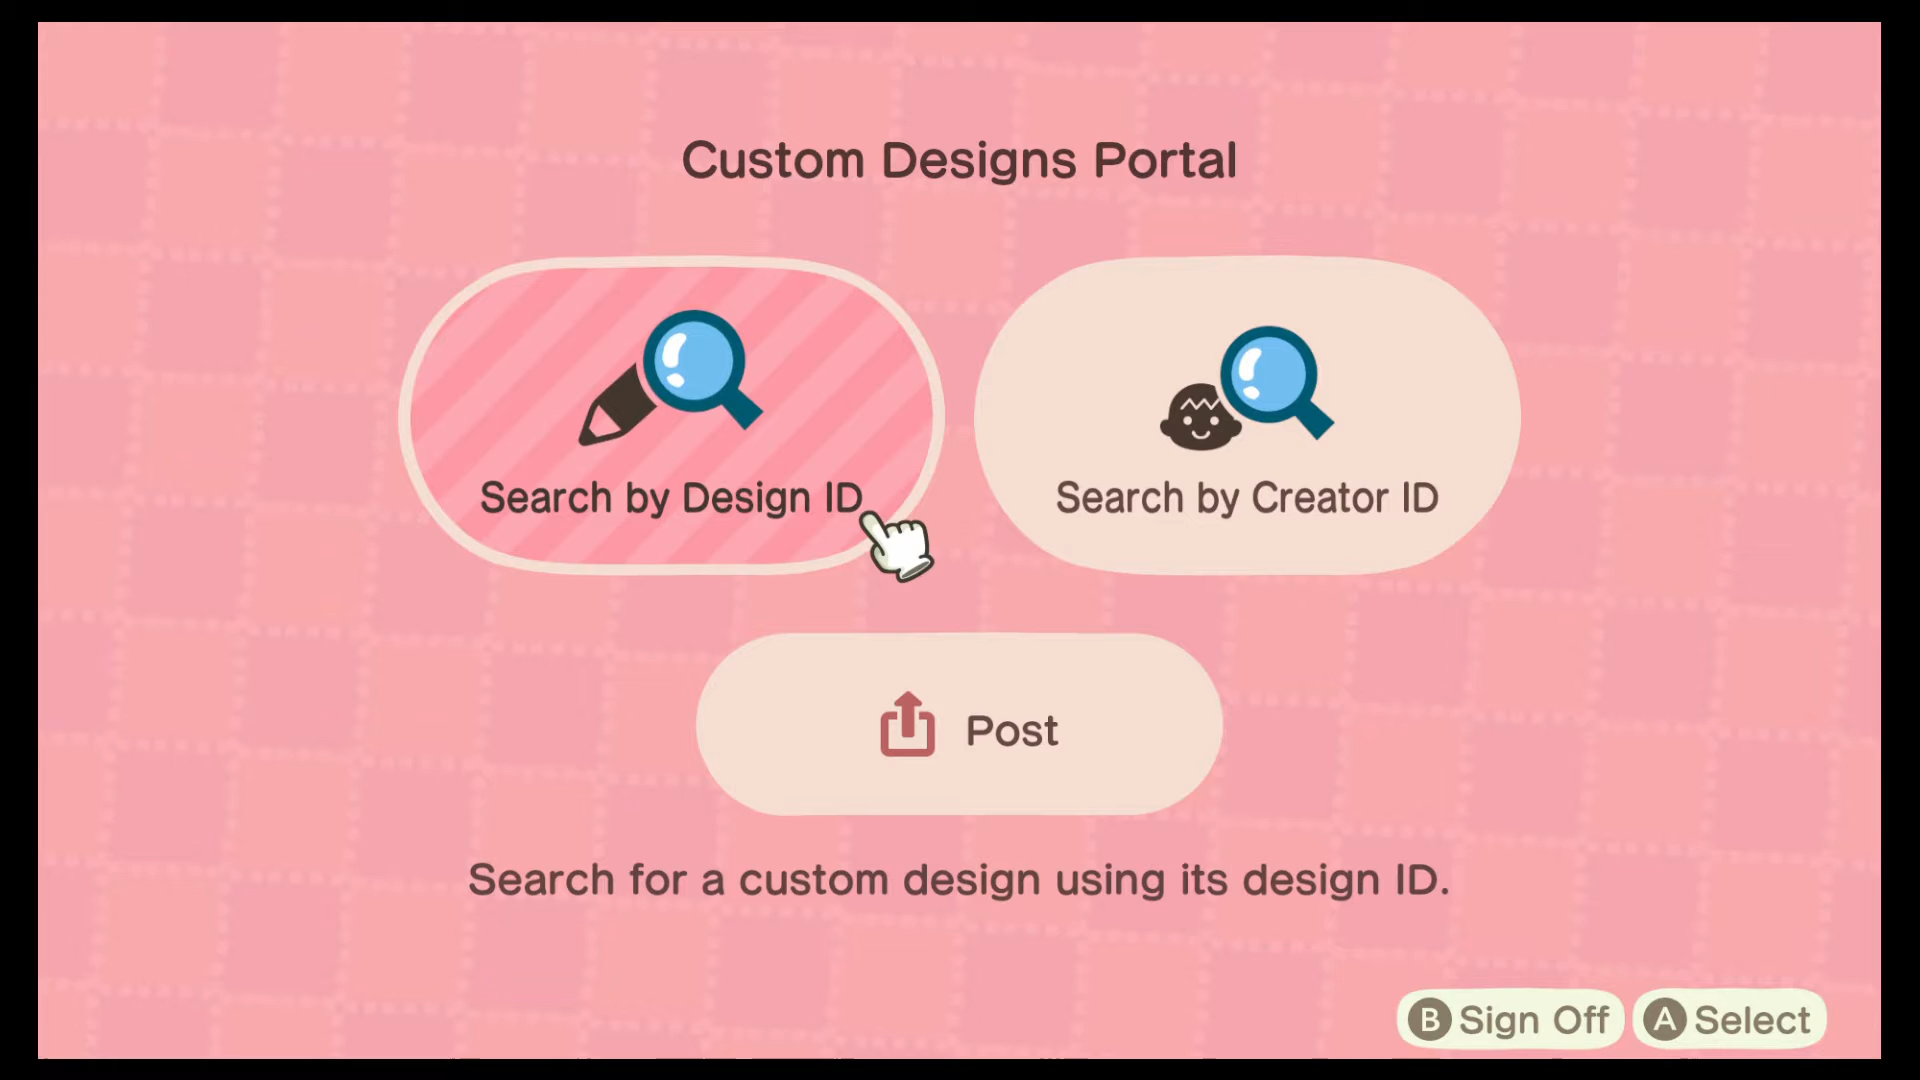 Custom Designs Portal
Search by Design ID
Search by Creator ID
Post
Search for a custom design using its design ID.
B Sign Off
A Select